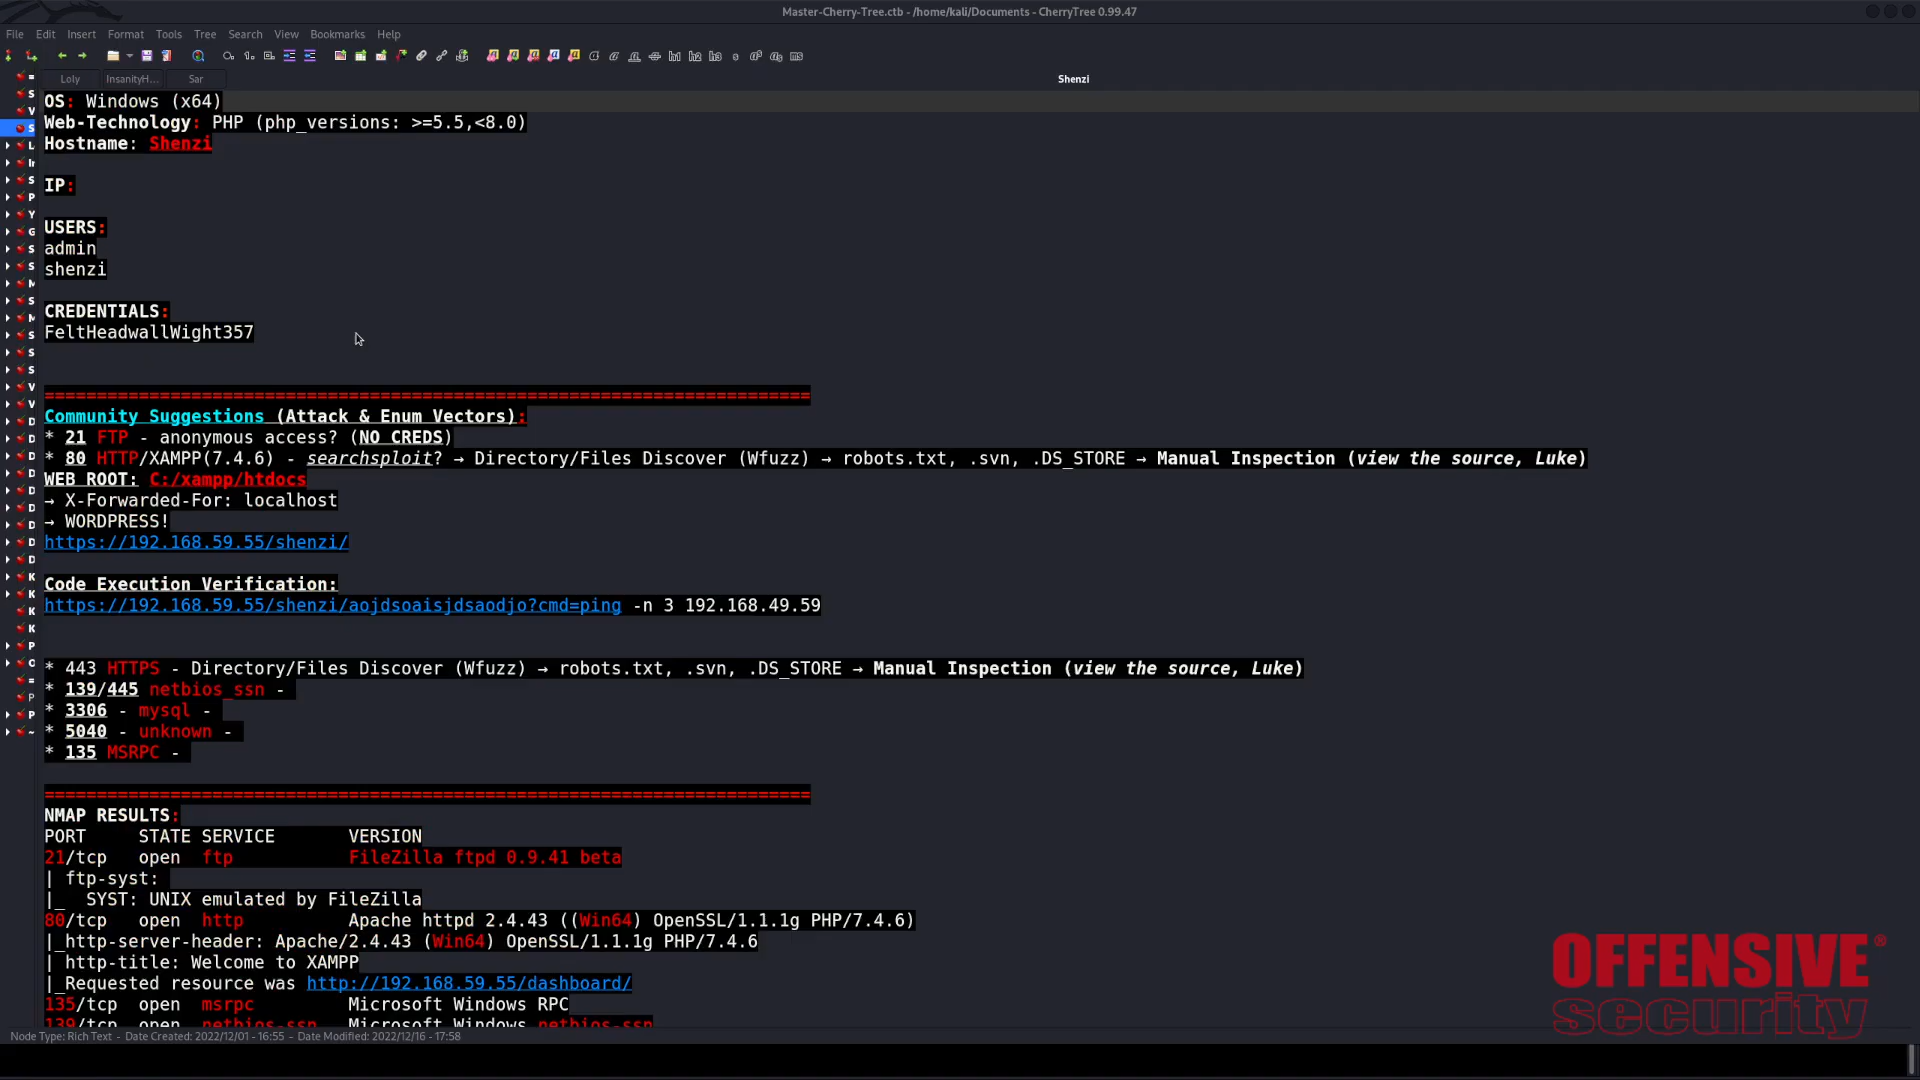 Master-Cherry-Tree.ctb - /home/kali/Documents - CherryTree 0.99.47
File Edit Insert Format Tools Tree Search View Bookmarks Help
Loly InsanityH... Sar Shenzi
OS: Windows (x64)
Web-Technology: PHP (php_versions: >=5.5,<8.0)
Hostname: Shenzi
IP:
USERS:
admin
shenzi
CREDENTIALS:
FeltHeadwallWight357
=========================================================================
Community Suggestions (Attack & Enum Vectors):
* 21 FTP - anonymous access? (NO CREDS)
* 80 HTTP/XAMPP(7.4.6) - searchsploit? → Directory/Files Discover (Wfuzz) → robots.txt, .svn, .DS_STORE → Manual Inspection (view the source, Luke)
WEB ROOT: C:/xampp/htdocs
→ X-Forwarded-For: localhost
→ WORDPRESS!
https://192.168.59.55/shenzi/
Code Execution Verification:
https://192.168.59.55/shenzi/aojdsoaisjdsaodjo?cmd=ping -n 3 192.168.49.59
* 443 HTTPS - Directory/Files Discover (Wfuzz) → robots.txt, .svn, .DS_STORE → Manual Inspection (view the source, Luke)
* 139/445 netbios_ssn -
* 3306 - mysql -
* 5040 - unknown -
* 135 MSRPC -
=========================================================================
NMAP RESULTS:
PORT STATE SERVICE VERSION
21/tcp open ftp FileZilla ftpd 0.9.41 beta
| ftp-syst:
|_ SYST: UNIX emulated by FileZilla
80/tcp open http Apache httpd 2.4.43 ((Win64) OpenSSL/1.1.1g PHP/7.4.6)
|_http-server-header: Apache/2.4.43 (Win64) OpenSSL/1.1.1g PHP/7.4.6
| http-title: Welcome to XAMPP
|_Requested resource was http://192.168.59.55/dashboard/
135/tcp open msrpc Microsoft Windows RPC
139/tcp open netbios-ssn Microsoft Windows netbios-ssn
Node Type: Rich Text - Date Created: 2022/12/01 - 16:55 - Date Modified: 2022/12/16 - 17:58
OFFENSIVE®
security